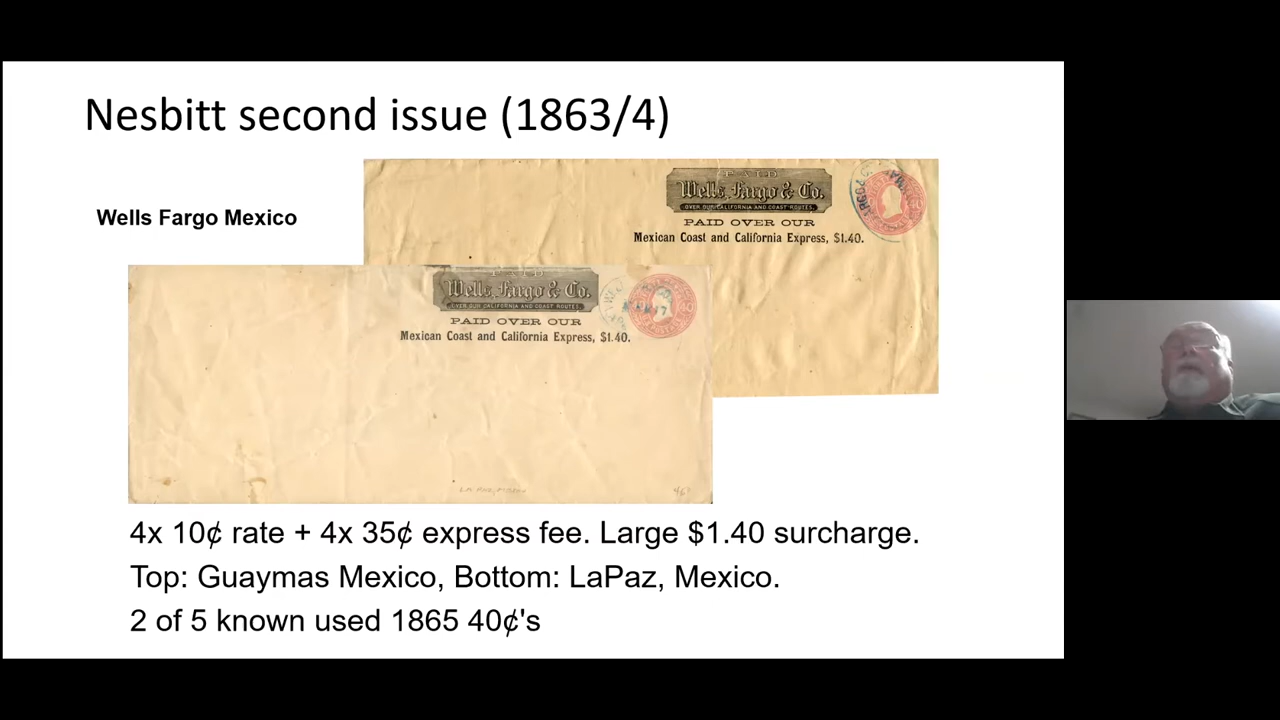 Nesbitt second issue (1863/4)
Wells Fargo Mexico
PAID
Wells, Fargo & Co.
OVER OUR CALIFORNIA AND COAST ROUTES.
PAID OVER OUR
Mexican Coast and California Express, $1.40.
PAID
Wells, Fargo & Co.
OVER OUR CALIFORNIA AND COAST ROUTES.
PAID OVER OUR
Mexican Coast and California Express, $1.40.
4x 10¢ rate + 4x 35¢ express fee. Large $1.40 surcharge.
Top: Guaymas Mexico, Bottom: LaPaz, Mexico.
2 of 5 known used 1865 40¢'s